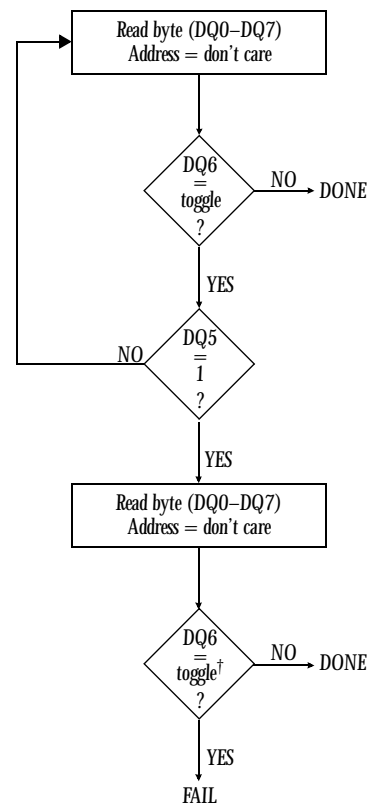 Read byte (DQ0–DQ7)
Address = don't care
DQ6
=
toggle
?
NO
DONE
YES
DQ5
=
1
?
NO
YES
Read byte (DQ0–DQ7)
Address = don't care
DQ6
=
toggle†
?
NO
DONE
YES
FAIL